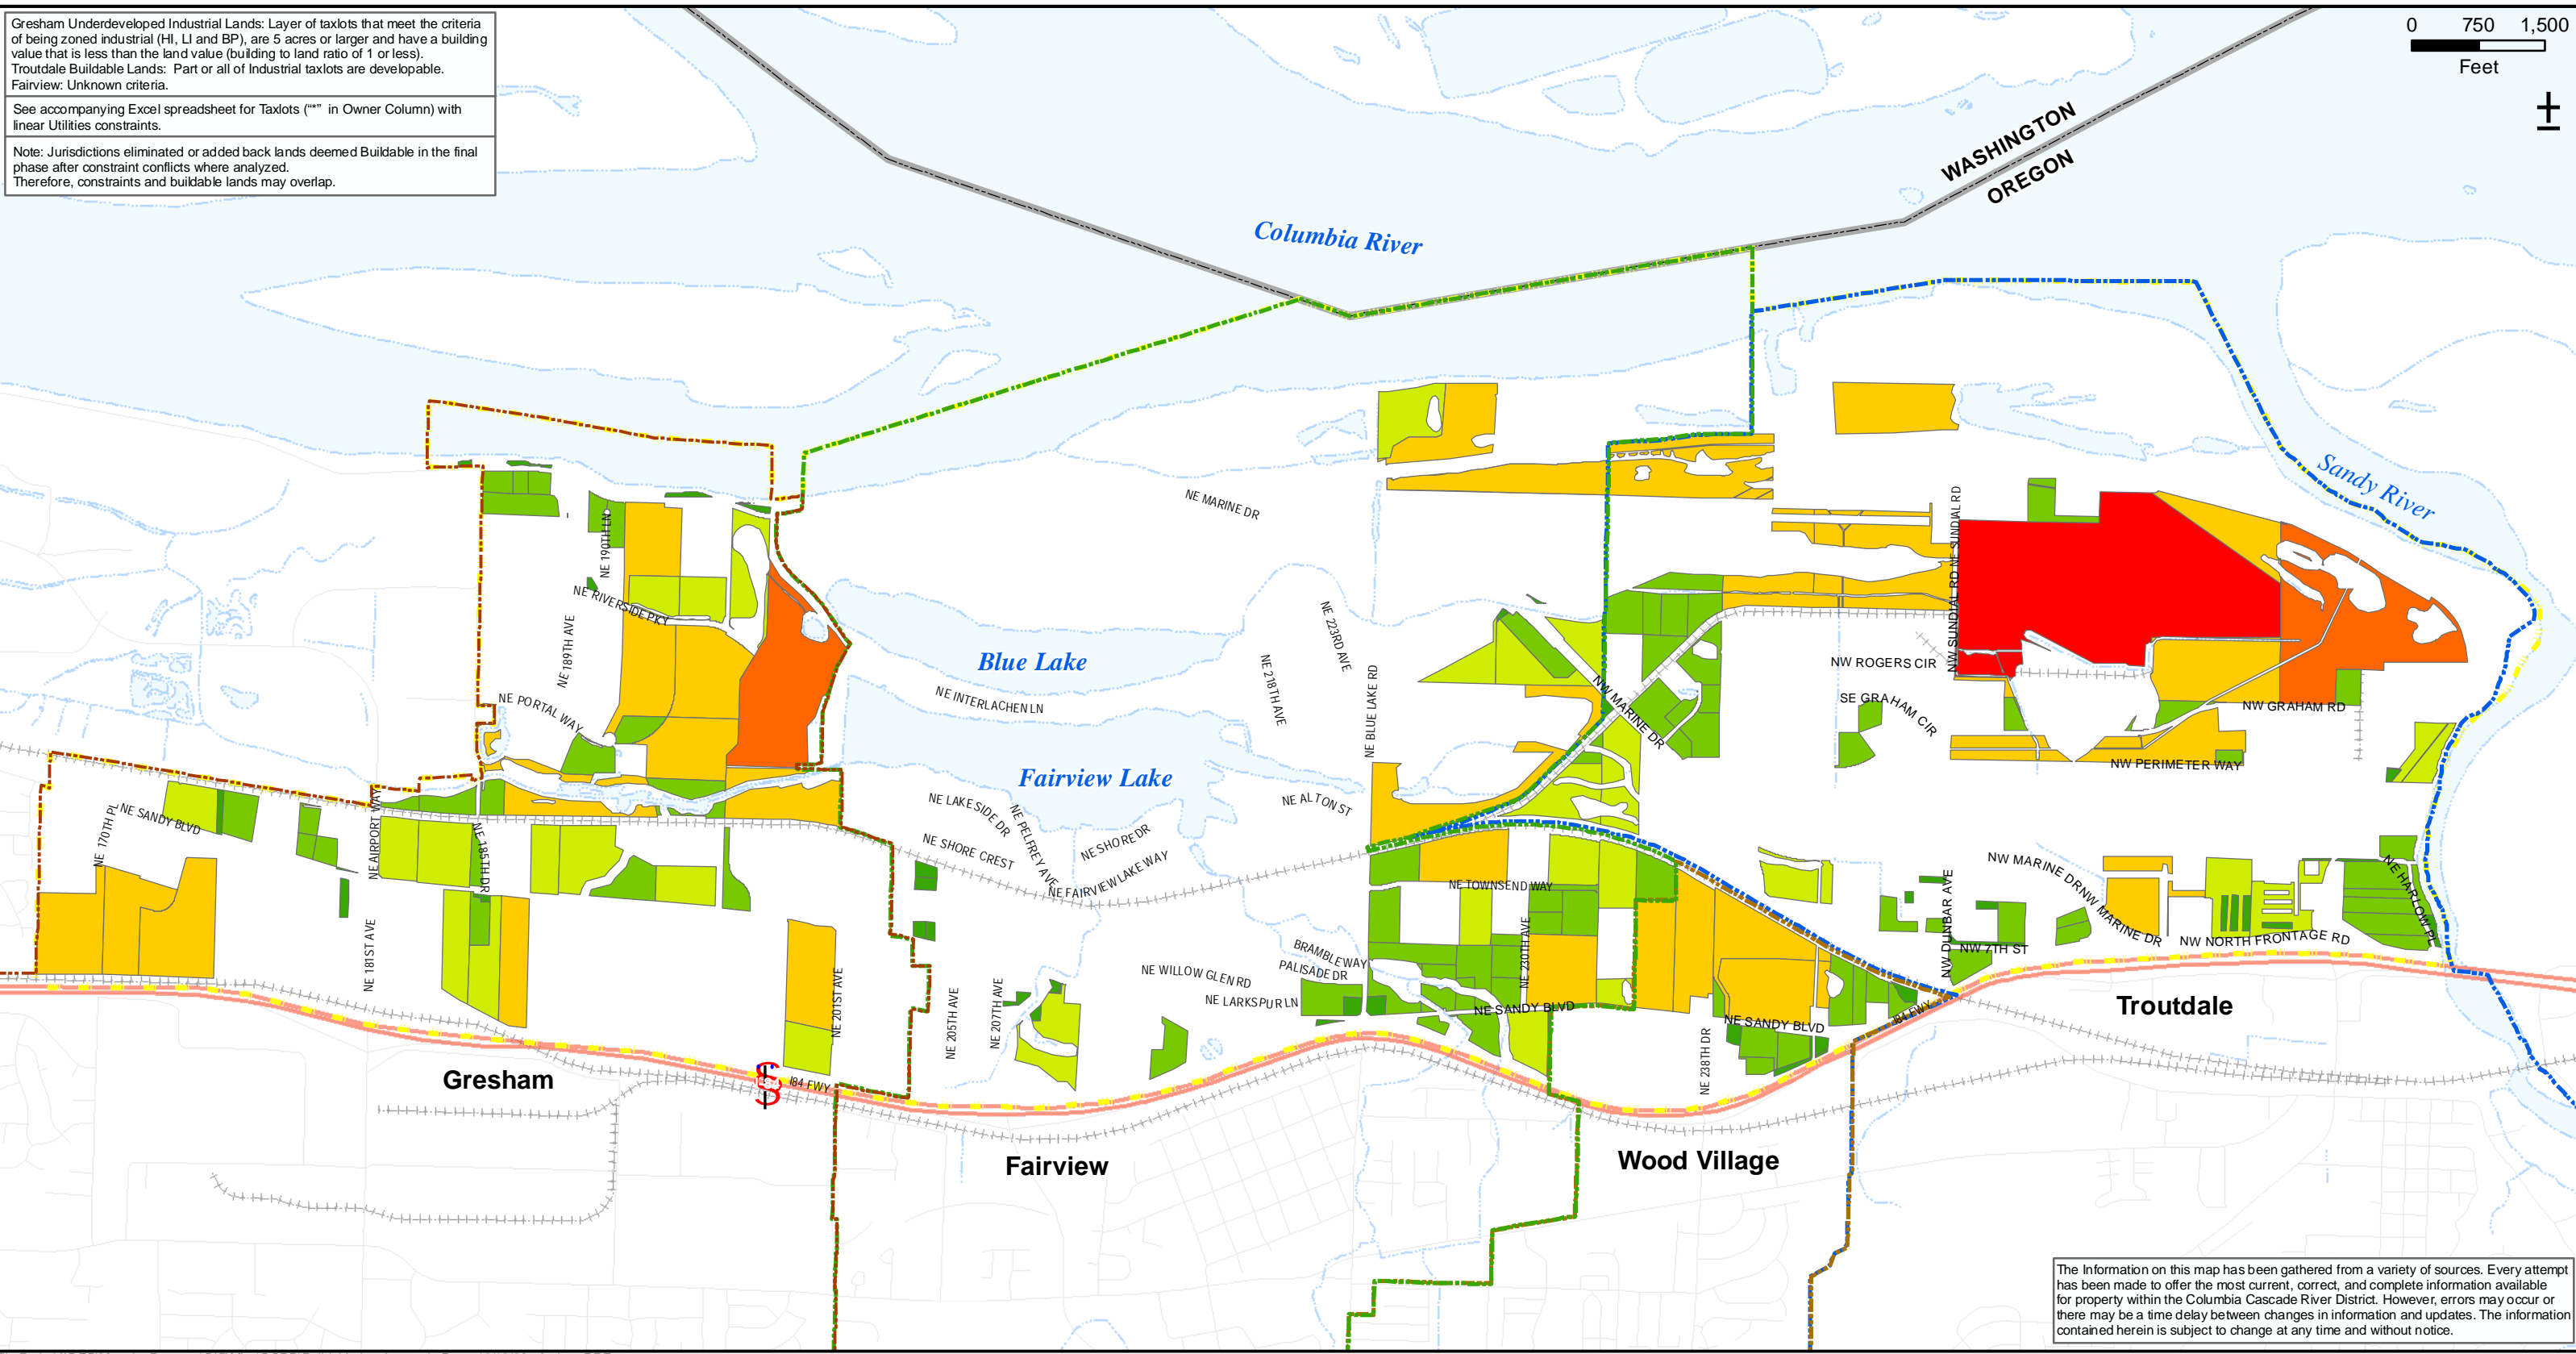 Gresham Underdeveloped Industrial Lands: Layer of taxlots that meet the criteria
of being zoned industrial (HI, LI and BP), are 5 acres or larger and have a building
value that is less than the land value (building to land ratio of 1 or less).
Troutdale Buildable Lands: Part or all of Industrial taxlots are developable.
Fairview: Unknown criteria.
See accompanying Excel spreadsheet for Taxlots ("*" in Owner Column) with
linear Utilities constraints.
Note: Jurisdictions eliminated or added back lands deemed Buildable in the final
phase after constraint conflicts where analyzed.
Therefore, constraints and buildable lands may overlap.
0 750 1,500
Feet
WASHINGTON
OREGON
Columbia River
Sandy River
NE MARINE DR
NE 190TH LN
NE RIVERSIDE PKY
NE 189TH AVE
NE PORTAL WAY
Blue Lake
NE INTERLACHEN LN
NE 223RD AVE
NE 218TH AVE
NE BLUE LAKE RD
NW MARINE DR
NE SUNDIAL RD
NW SUNDIAL RD
NW ROGERS CIR
SE GRAHAM CIR
NW GRAHAM RD
NW PERIMETER WAY
Fairview Lake
NE LAKESIDE DR
NE PELFREY AVE
NE SHORE DR
NE SHORE CREST
NE FAIRVIEW LAKE WAY
NE ALTON ST
NE 170TH PL
NE SANDY BLVD
NE AIRPORT WAY
NE 185TH DR
NE 181ST AVE
NE 201ST AVE
NE 205TH AVE
NE 207TH AVE
NE TOWNSEND WAY
NE 230TH AVE
BRAMBLE WAY
PALISADE DR
NE WILLOW GLEN RD
NE LARKSPUR LN
NE SANDY BLVD
NE SANDY BLVD
NE 238TH DR
NW DUNBAR AVE
NW 7TH ST
NW MARINE DR
NW MARINE DR
NW NORTH FRONTAGE RD
NE HARLOW PL
I84 FWY
I84 FWY
Troutdale
Gresham
Fairview
Wood Village
The Information on this map has been gathered from a variety of sources. Every attempt
has been made to offer the most current, correct, and complete information available
for property within the Columbia Cascade River District. However, errors may occur or
there may be a time delay between changes in information and updates. The information
contained herein is subject to change at any time and without notice.